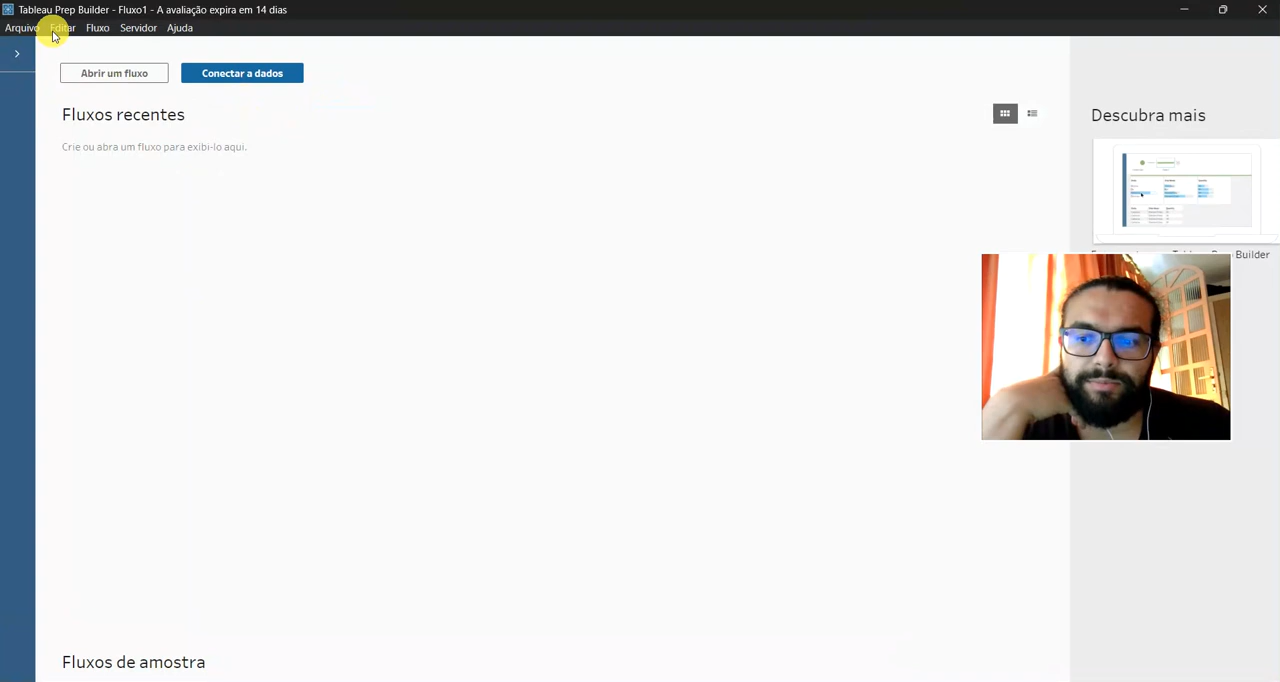 Tableau Prep Builder - Fluxo1 - A avaliação expira em 14 dias
Arquivo Editar Fluxo Servidor Ajuda
Abrir um fluxo
Conectar a dados
Fluxos recentes
Crie ou abra um fluxo para exibi-lo aqui.
Descubra mais
Builder
Fluxos de amostra